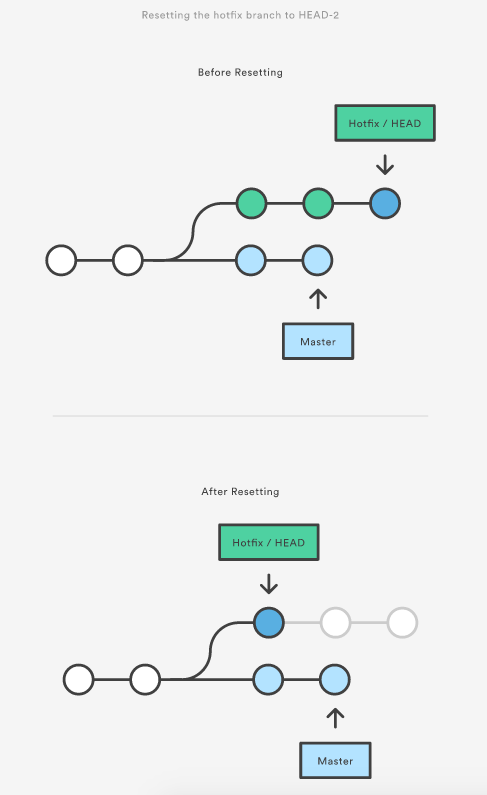 Resetting the hotfix branch to HEAD-2
Before Resetting
Hotfix / HEAD
Master
After Resetting
Hotfix / HEAD
Master